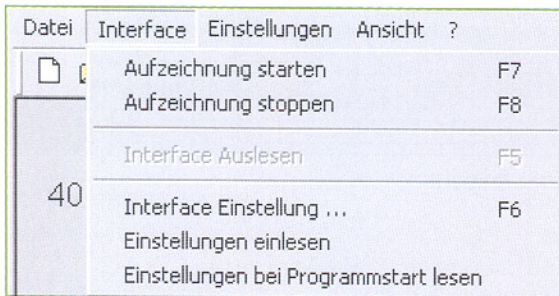 Datei Interface Einstellungen Ansicht ?
Aufzeichnung starten F7
Aufzeichnung stoppen F8
Interface Auslesen F5
40
Interface Einstellung ... F6
Einstellungen einlesen
Einstellungen bei Programmstart lesen